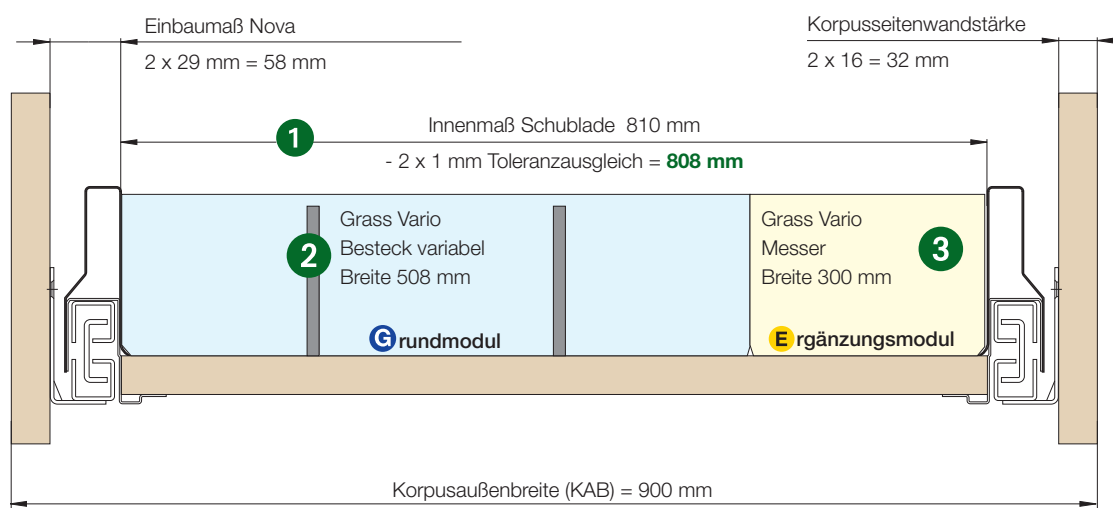 Einbaumaß Nova
2 x 29 mm = 58 mm
Korpusseitenwandstärke
2 x 16 = 32 mm
1
Innenmaß Schublade 810 mm
- 2 x 1 mm Toleranzausgleich = 808 mm
2
Grass Vario
Besteck variabel
Breite 508 mm
Grundmodul
Grass Vario
Messer
Breite 300 mm
3
Ergänzungsmodul
Korpusaußenbreite (KAB) = 900 mm